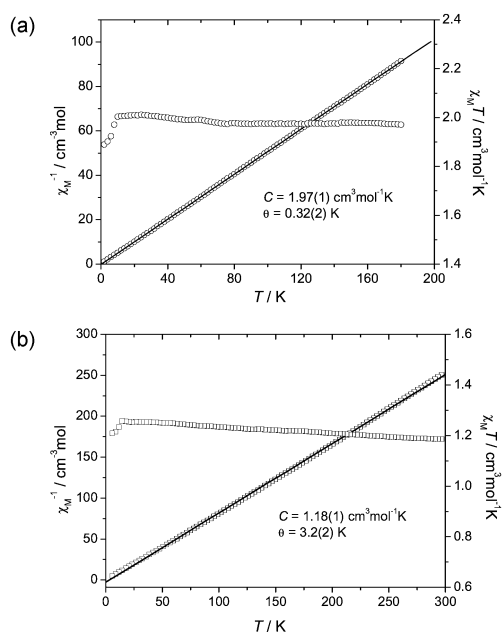 (a)
100
80
60
40
20
0
χM-1 / cm-3mol
2.4
2.2
2.0
1.8
1.6
1.4
χMT / cm3mol-1K
C = 1.97(1) cm3mol-1K
θ = 0.32(2) K
0 40 80 120 160 200
T / K
(b)
300
250
200
150
100
50
0
χM-1 / cm-3mol
1.6
1.4
1.2
1.0
0.8
0.6
χMT / cm3mol-1K
C = 1.18(1) cm3mol-1K
θ = 3.2(2) K
0 50 100 150 200 250 300
T / K